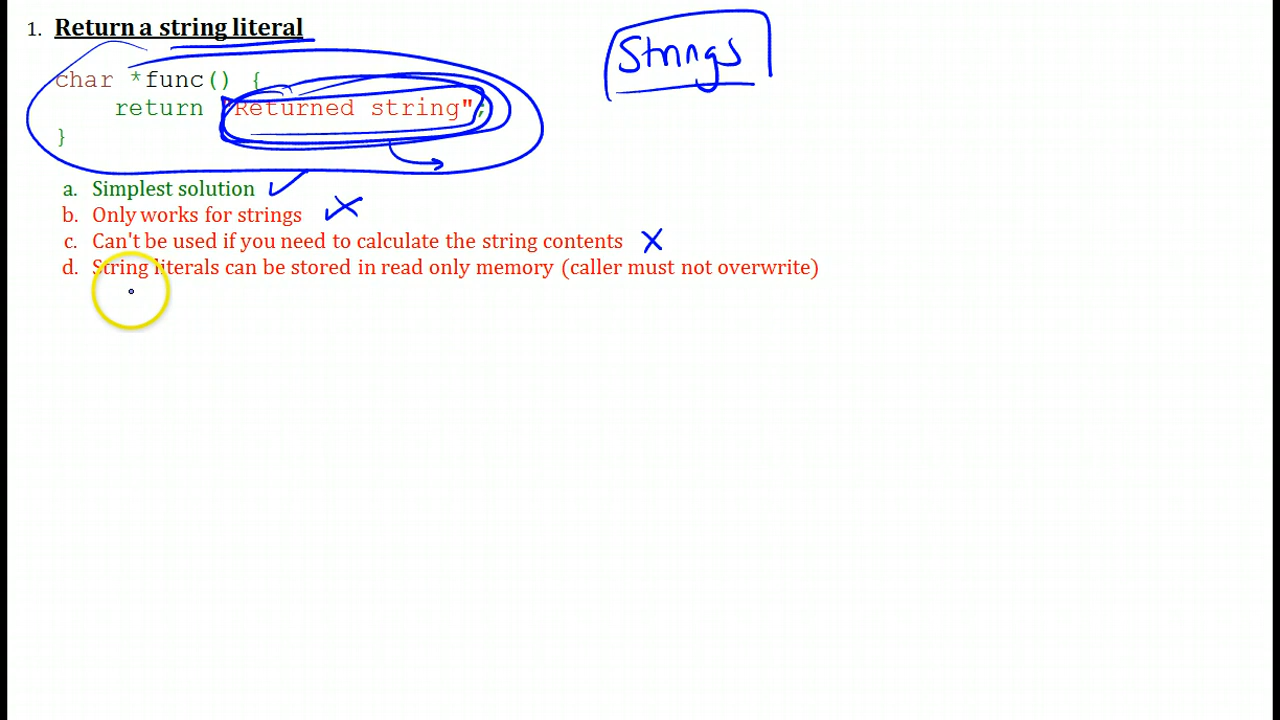 1. Return a string literal
Strings
char *func() {
return "Returned string";
}
a. Simplest solution
b. Only works for strings
c. Can't be used if you need to calculate the string contents
d. String literals can be stored in read only memory (caller must not overwrite)